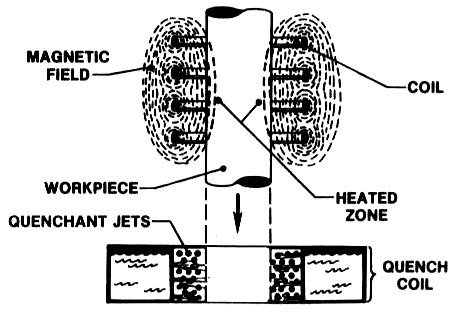 MAGNETIC
FIELD
COIL
WORKPIECE
HEATED
ZONE
QUENCHANT JETS
QUENCH
COIL